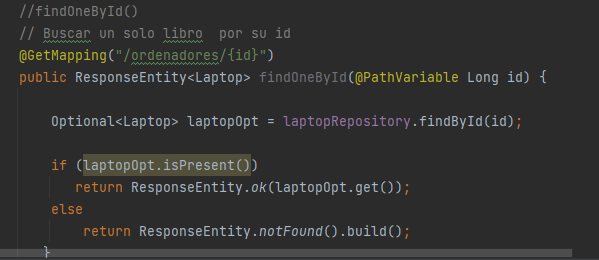 //findOneById()
// Buscar un solo libro  por su id
@GetMapping("/ordenadores/{id}")
public ResponseEntity<Laptop> findOneById(@PathVariable Long id) {
Optional<Laptop> laptopOpt = laptopRepository.findById(id);
if (laptopOpt.isPresent())
return ResponseEntity.ok(laptopOpt.get());
else
return ResponseEntity.notFound().build();
}